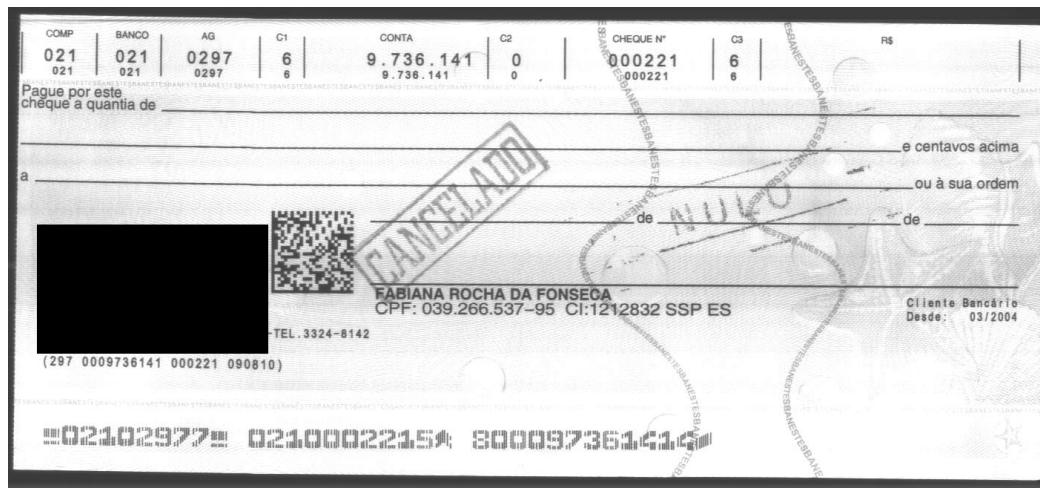 COMP BANCO AG C1 CONTA C2 CHEQUE N° C3 R$
021 021 0297 6 9.736.141 0 000221 6
021 021 0297 6 9.736.141 0 000221 6
Pague por este
cheque a quantia de
e centavos acima
a
ou à sua ordem
de de
CANCELADO
NULO
FABIANA ROCHA DA FONSECA
CPF: 039.266.537-95 CI:1212832 SSP ES
Cliente Bancário
Desde: 03/2004
-TEL.3324-8142
(297 0009736141 000221 090810)
02102977 0210002215 800097361414